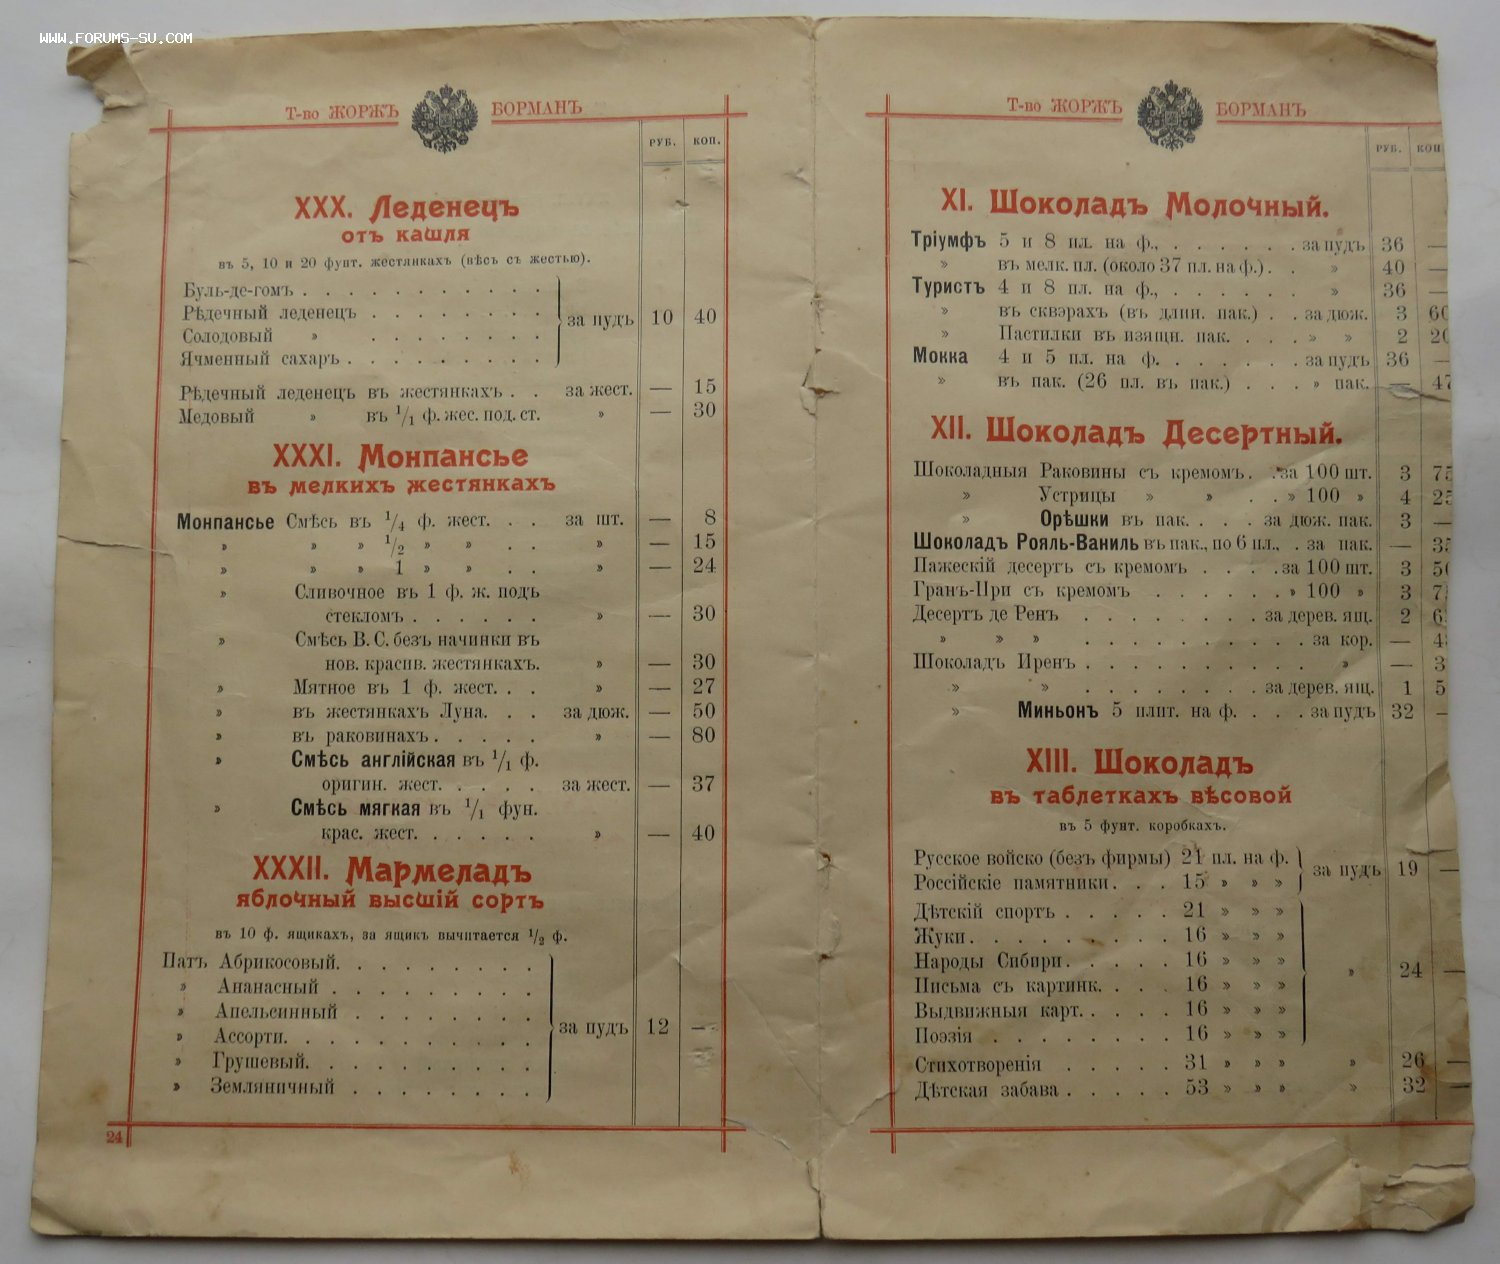 WWW.FORUMS-SU.COM
Т-во ЖОРЖЪ БОРМАНЪ
РУБ. КОП.
XXX. Леденецъ
отъ кашля
въ 5, 10 и 20 фунт. жестянкахъ (вѣсъ съ жестью).
Буль-де-гомъ . . . . . . . . . .
Рѣдечный леденецъ . . . . . . .
Солодовый » . . . . . . .
Ячменный сахаръ . . . . . . . .
за пудъ 10 40
Рѣдечный леденецъ въ жестянкахъ . . за жест. — 15
Медовый » въ 1/1 ф. жес. под. ст. » — 30
XXXI. Монпансье
въ мелкихъ жестянкахъ
Монпансье Смѣсь въ 1/4 ф. жест. . . за шт. — 8
» » » 1/2 » » . . » — 15
» » » 1 » » . . » — 24
» Сливочное въ 1 ф. ж. подъ
стекломъ . . . . . . » — 30
» Смѣсь В. С. безъ начинки въ
нов. красив. жестянкахъ. » — 30
» Мятное въ 1 ф. жест. . . » — 27
» въ жестянкахъ Луна. . . за дюж. — 50
» въ раковинахъ . . . . . » — 80
» Смѣсь англійская въ 1/1 ф.
оригин. жест. . . . . за жест. — 37
» Смѣсь мягкая въ 1/1 фун.
крас. жест. . . . . . » — 40
XXXII. Мармеладъ
яблочный высшій сортъ
въ 10 ф. ящикахъ, за ящикъ вычитается 1/2 ф.
Патъ Абрикосовый. . . . . . . . .
» Ананасный . . . . . . . . .
» Апельсинный . . . . . . . .
» Ассорти. . . . . . . . . . .
» Грушевый. . . . . . . . . .
» Земляничный . . . . . . . .
за пудъ 12 —
24
Т-во ЖОРЖЪ БОРМАНЪ
РУБ. КОП
XI. Шоколадъ Молочный.
Тріумфъ 5 и 8 пл. на ф., . . . . . . за пудъ 36 —
» въ мелк. пл. (около 37 пл. на ф.) . . » 40 —
Туристъ 4 и 8 пл. на ф., . . . . . . » 36 —
» въ сквэрахъ (въ длин. пак.) . . за дюж. 3 60
» Пастилки въ изящн. пак. . . . » » 2 20
Мокка 4 и 5 пл. на ф. . . . . . . за пудъ 36 —
» въ пак. (26 пл. въ пак.) . . . » пак. — 47
XII. Шоколадъ Десертный.
Шоколадныя Раковины съ кремомъ. . за 100 шт. 3 75
» Устрицы » » . . » 100 » 4 25
» Орѣшки въ пак. . . . за дюж. пак. 3 —
Шоколадъ Рояль-Ваниль въ пак., по 6 пл., . за пак. — 35
Пажескій десертъ съ кремомъ . . . . за 100 шт. 3 50
Гранъ-При съ кремомъ . . . . . . » 100 » 3 7
Десертъ де Ренъ . . . . . . . . за дерев. ящ. 2 6
» » » . . . . . . . . . . за кор. — 4
Шоколадъ Иренъ . . . . . . . . . . » — 3
» » . . . . . . . . за дерев. ящ. 1 5
» Миньонъ 5 плит. на ф. . . . . за пудъ 32 —
XIII. Шоколадъ
въ таблеткахъ вѣсовой
въ 5 фунт. коробкахъ.
Русское войско (безъ фирмы) 21 пл. на ф.
Россійскіе памятники. . . 15 » » »
за пудъ 19 —
Дѣтскій спортъ . . . . . 21 » » »
Жуки. . . . . . . . . 16 » » »
Народы Сибири. . . . . 16 » » »
Письма съ картинк. . . . 16 » » »
Выдвижныя карт. . . . . 16 » » »
Поэзія . . . . . . . . 16 » » »
» 24 —
Стихотворенія . . . . . 31 » » » » 26 —
Дѣтская забава . . . . . 53 » » » » 32 —